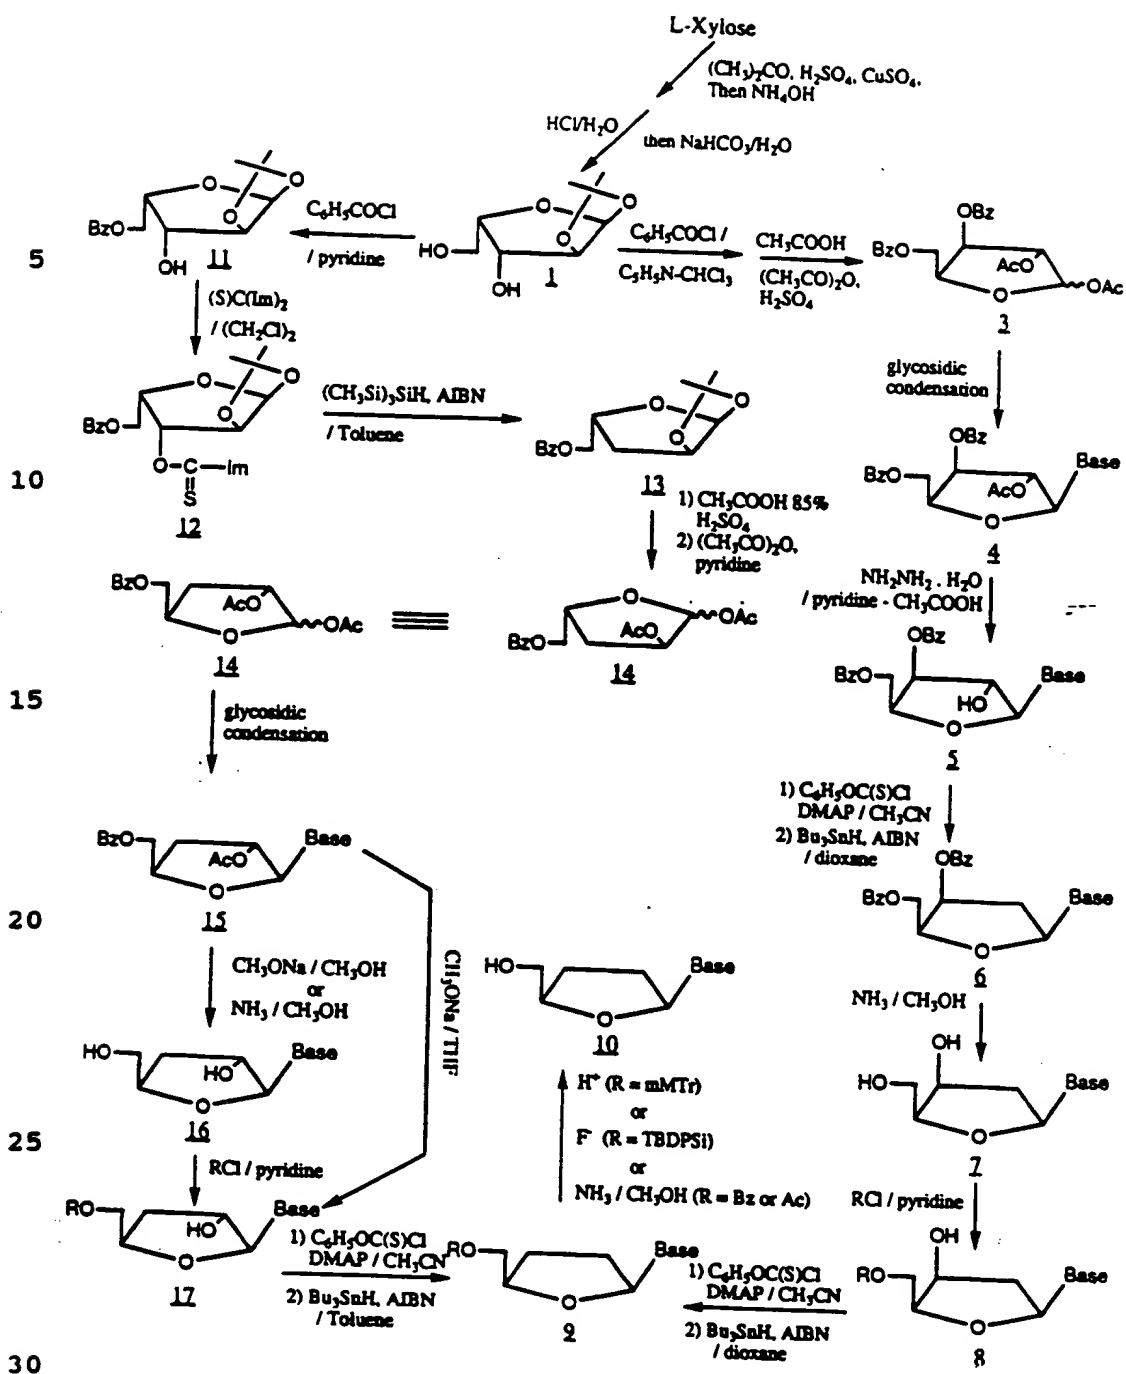 L-Xylose
(CH₃)₂CO, H₂SO₄, CuSO₄,
Then NH₄OH
HCl/H₂O
then NaHCO₃/H₂O
O
O
O
BzO
OH
11
C₆H₅COCl
/ pyridine
O
O
O
HO
OH
1
C₆H₅COCl /
C₅H₅N-CHCl₃
CH₃COOH
(CH₃CO)₂O,
H₂SO₄
OBz
BzO
AcO
OAc
O
3
5
(S)C(Im)₂
/ (CH₂Cl)₂
glycosidic
condensation
O
O
O
BzO
O-C-Im
S
12
(CH₃Si)₃SiH, AIBN
/ Toluene
O
O
O
BzO
13
OBz
BzO
AcO
Base
O
4
10
1) CH₃COOH 85%
H₂SO₄
2) (CH₃CO)₂O,
pyridine
NH₂NH₂ . H₂O
/ pyridine - CH₃COOH
BzO
AcO
OAc
O
14
O
BzO
AcO
OAc
14
OBz
BzO
HO
Base
O
5
15
glycosidic
condensation
1) C₆H₅OC(S)Cl
DMAP / CH₃CN
2) Bu₃SnH, AIBN
/ dioxane
BzO
AcO
Base
O
15
OBz
BzO
Base
O
6
20
CH₃ONa / CH₃OH
or
NH₃ / CH₃OH
CH₃ONa / THF
HO
Base
O
10
NH₃ / CH₃OH
HO
HO
Base
O
16
H⁺ (R = mMTr)
or
F⁻ (R = TBDPSi)
or
NH₃ / CH₃OH (R = Bz or Ac)
OH
HO
Base
O
7
25
RCl / pyridine
RCl / pyridine
RO
HO
Base
O
17
1) C₆H₅OC(S)Cl
DMAP / CH₃CN
2) Bu₃SnH, AIBN
/ Toluene
RO
Base
O
9
1) C₆H₅OC(S)Cl
DMAP / CH₃CN
2) Bu₃SnH, AIBN
/ dioxane
OH
RO
Base
O
8
30